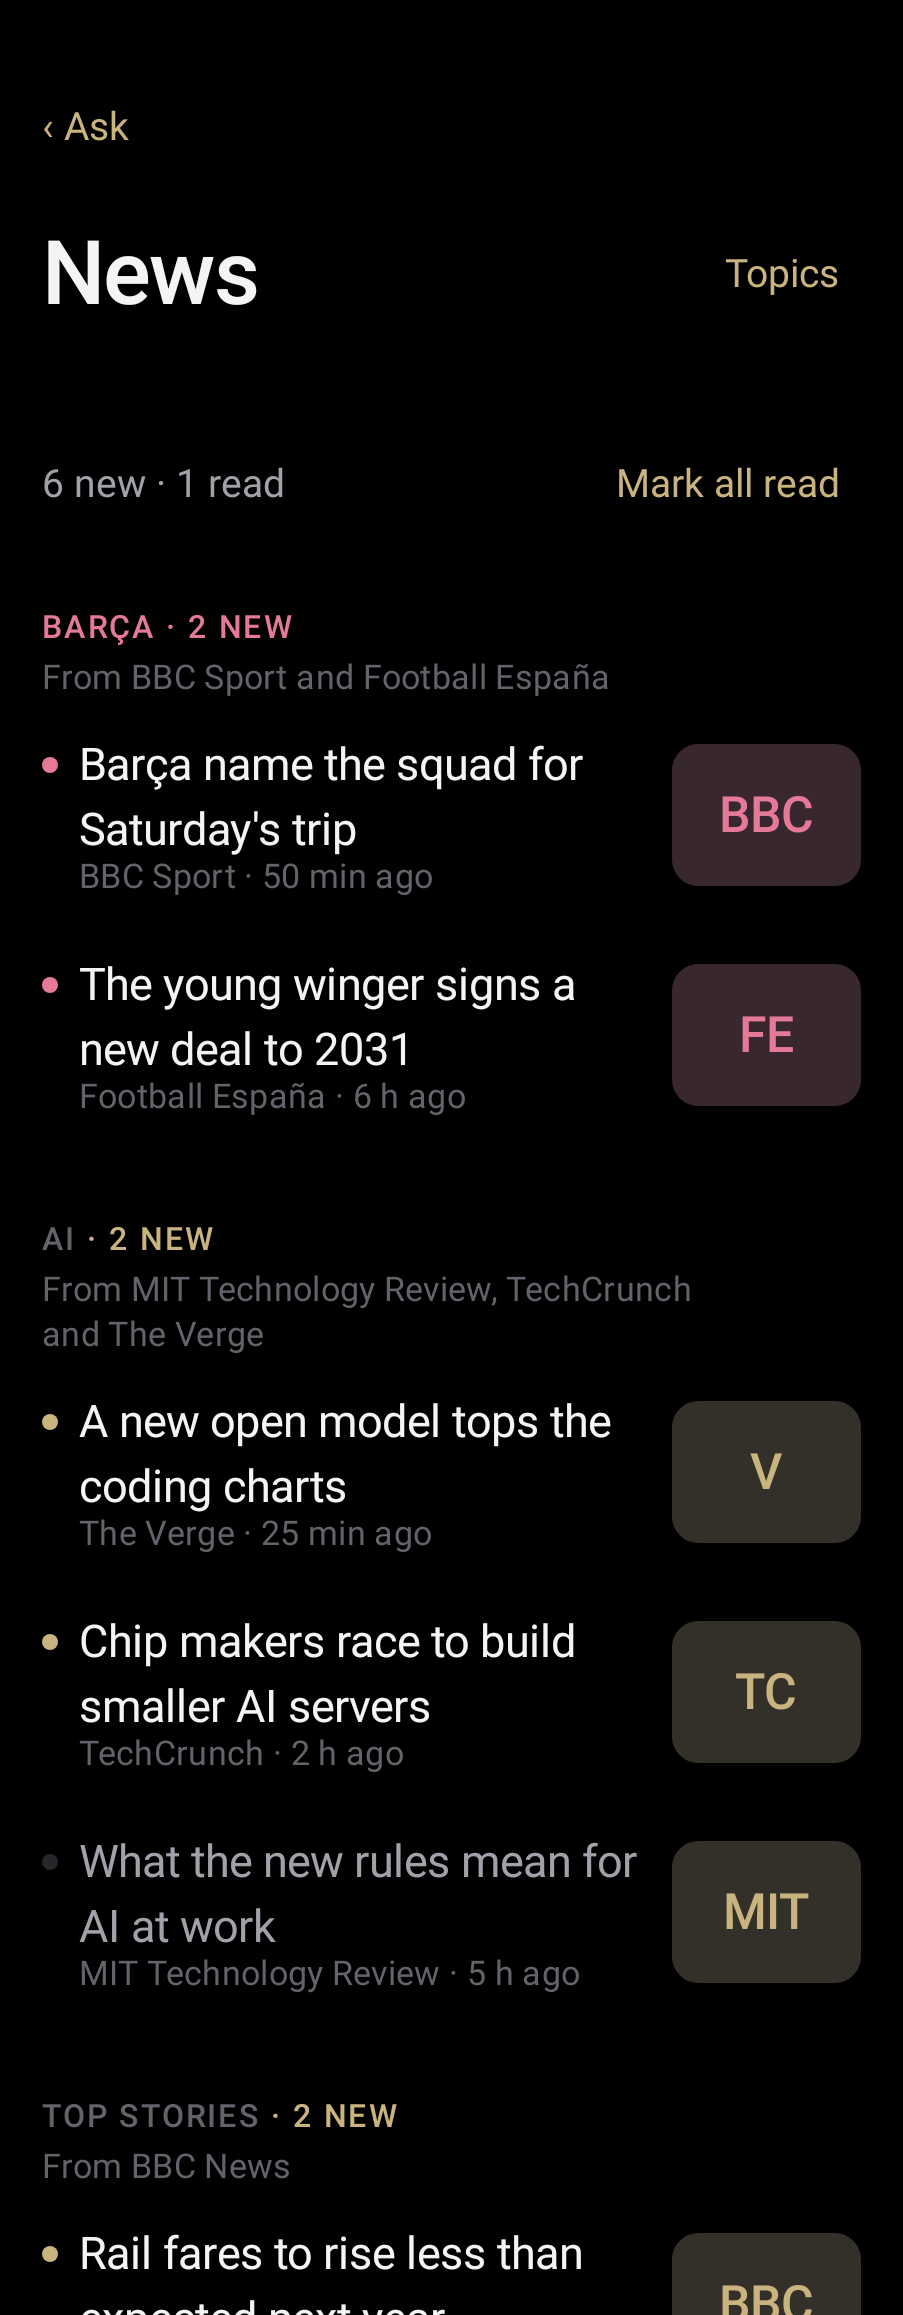 ‹ Ask
News
Topics
6 new · 1 read
Mark all read
BARÇA · 2 NEW
From BBC Sport and Football España
Barça name the squad for
Saturday's trip
BBC Sport · 50 min ago
BBC
The young winger signs a
new deal to 2031
Football España · 6 h ago
FE
AI · 2 NEW
From MIT Technology Review, TechCrunch
and The Verge
A new open model tops the
coding charts
The Verge · 25 min ago
V
Chip makers race to build
smaller AI servers
TechCrunch · 2 h ago
TC
What the new rules mean for
AI at work
MIT Technology Review · 5 h ago
MIT
TOP STORIES · 2 NEW
From BBC News
Rail fares to rise less than
expected next year
BBC